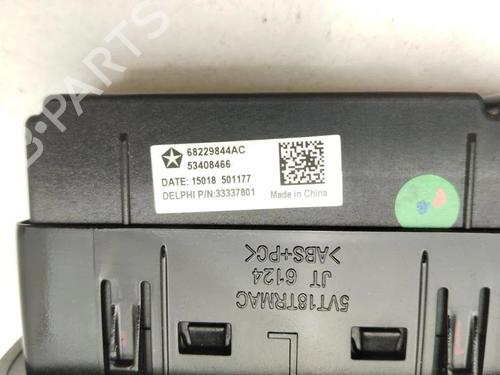 B-PARTS
68229844AC
53408466
DATE: 15018 501177
DELPHI P/N:33337801
Made in China
5VT18TRMAC
JT 6124
>ABS+PC<
L